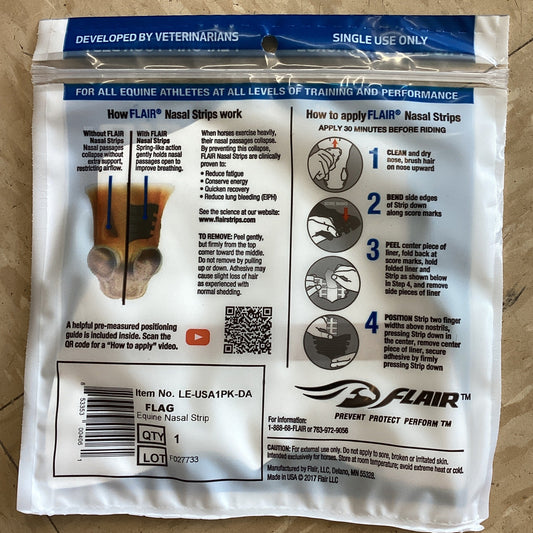 DEVELOPED BY VETERINARIANS
SINGLE USE ONLY
FOR ALL EQUINE ATHLETES AT ALL LEVELS OF TRAINING AND PERFORMANCE
How FLAIR® Nasal Strips work
Without FLAIR
Nasal Strips
Nasal passages
collapse without
extra support,
restricting airflow.
With FLAIR
Nasal Strips
Spring-like action
gently holds nasal
passages open to
improve breathing.
When horses exercise heavily,
their nasal passages collapse.
By preventing this collapse,
FLAIR Nasal Strips are clinically
proven to:
• Reduce fatigue
• Conserve energy
• Quicken recovery
• Reduce lung bleeding (EIPH)
See the science at our website:
www.flairstrips.com
TO REMOVE: Peel gently,
but firmly from the top
corner toward the middle.
Do not remove by pulling
up or down. Adhesive may
cause slight loss of hair
as experienced with
normal shedding.
A helpful pre-measured positioning
guide is included inside. Scan the
QR code for a "How to apply" video.
How to apply FLAIR® Nasal Strips
APPLY 30 MINUTES BEFORE RIDING
1 CLEAN and dry
nose, brush hair
on nose upward
2 BEND side edges
of Strip down
along score marks
3 PEEL center piece of
liner, fold back at
score marks, hold
folded liner and
Strip as shown below
in Step 4, and remove
side pieces of liner
4 POSITION Strip two finger
widths above nostrils,
pressing Strip down in
the center, remove center
piece of liner, secure
adhesive by firmly
pressing Strip down
Item No. LE-USA1PK-DA
FLAG
Equine Nasal Strip
QTY 1
LOT F027733
FLAIR™
PREVENT PROTECT PERFORM™
For Information:
1-888-68-FLAIR or 763-972-9056
CAUTION: For external use only. Do not apply to sore, broken or irritated skin.
Intended exclusively for horses. Store at room temperature; avoid extreme heat or cold.
Manufactured by Flair, LLC, Delano, MN 55328.
Made in USA © 2017 Flair LLC